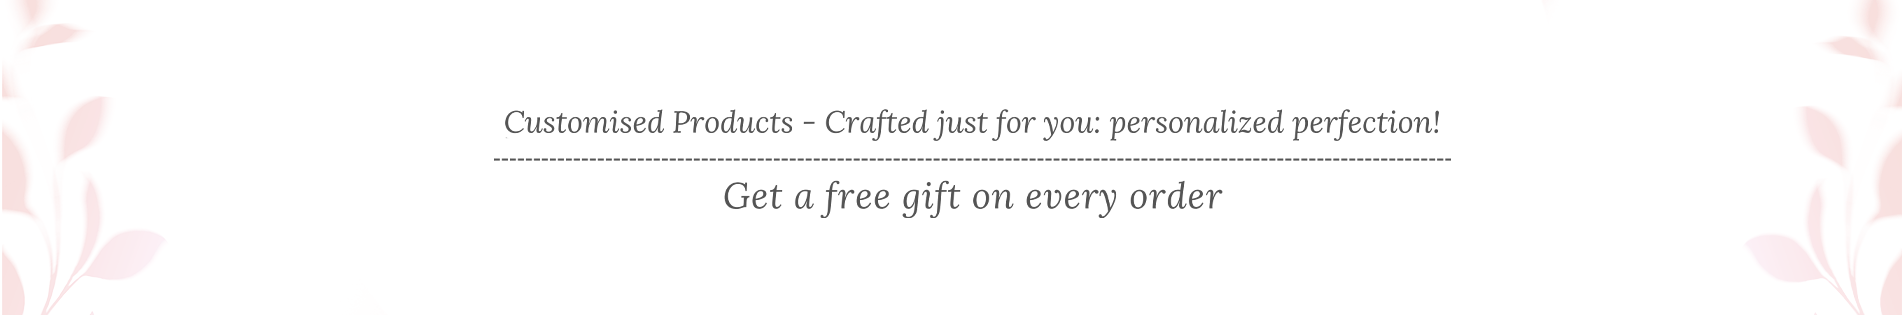 Customised Products - Crafted just for you: personalized perfection!
Get a free gift on every order